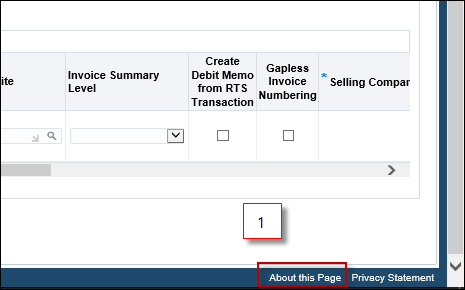 ite
Invoice Summary
Level
Create
Debit Memo
from RTS
Transaction
Gapless
Invoice
Numbering
* Selling Compar
1
About this Page
Privacy Statement